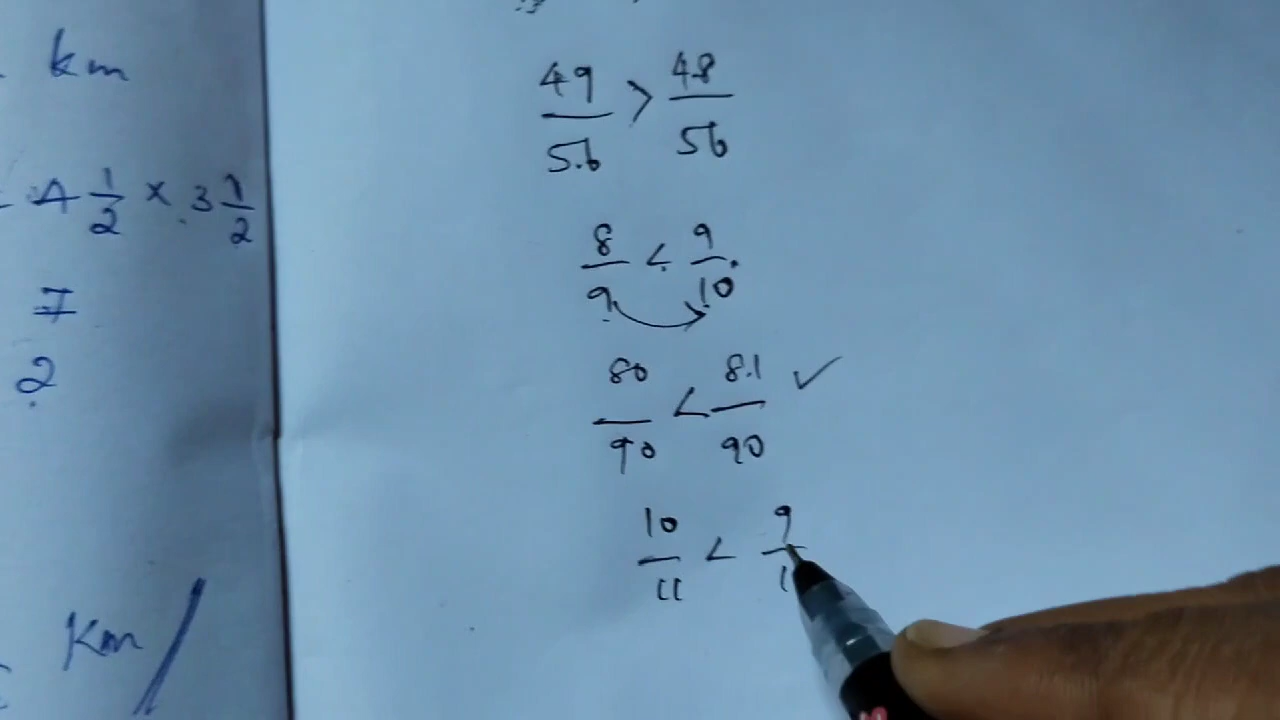 km
4 1/2 × 3 1/2
7
2
Km/
49/56 > 48/56
8/9 < 9/10
80/90 < 81/90 ✓
10/11 < 9/1